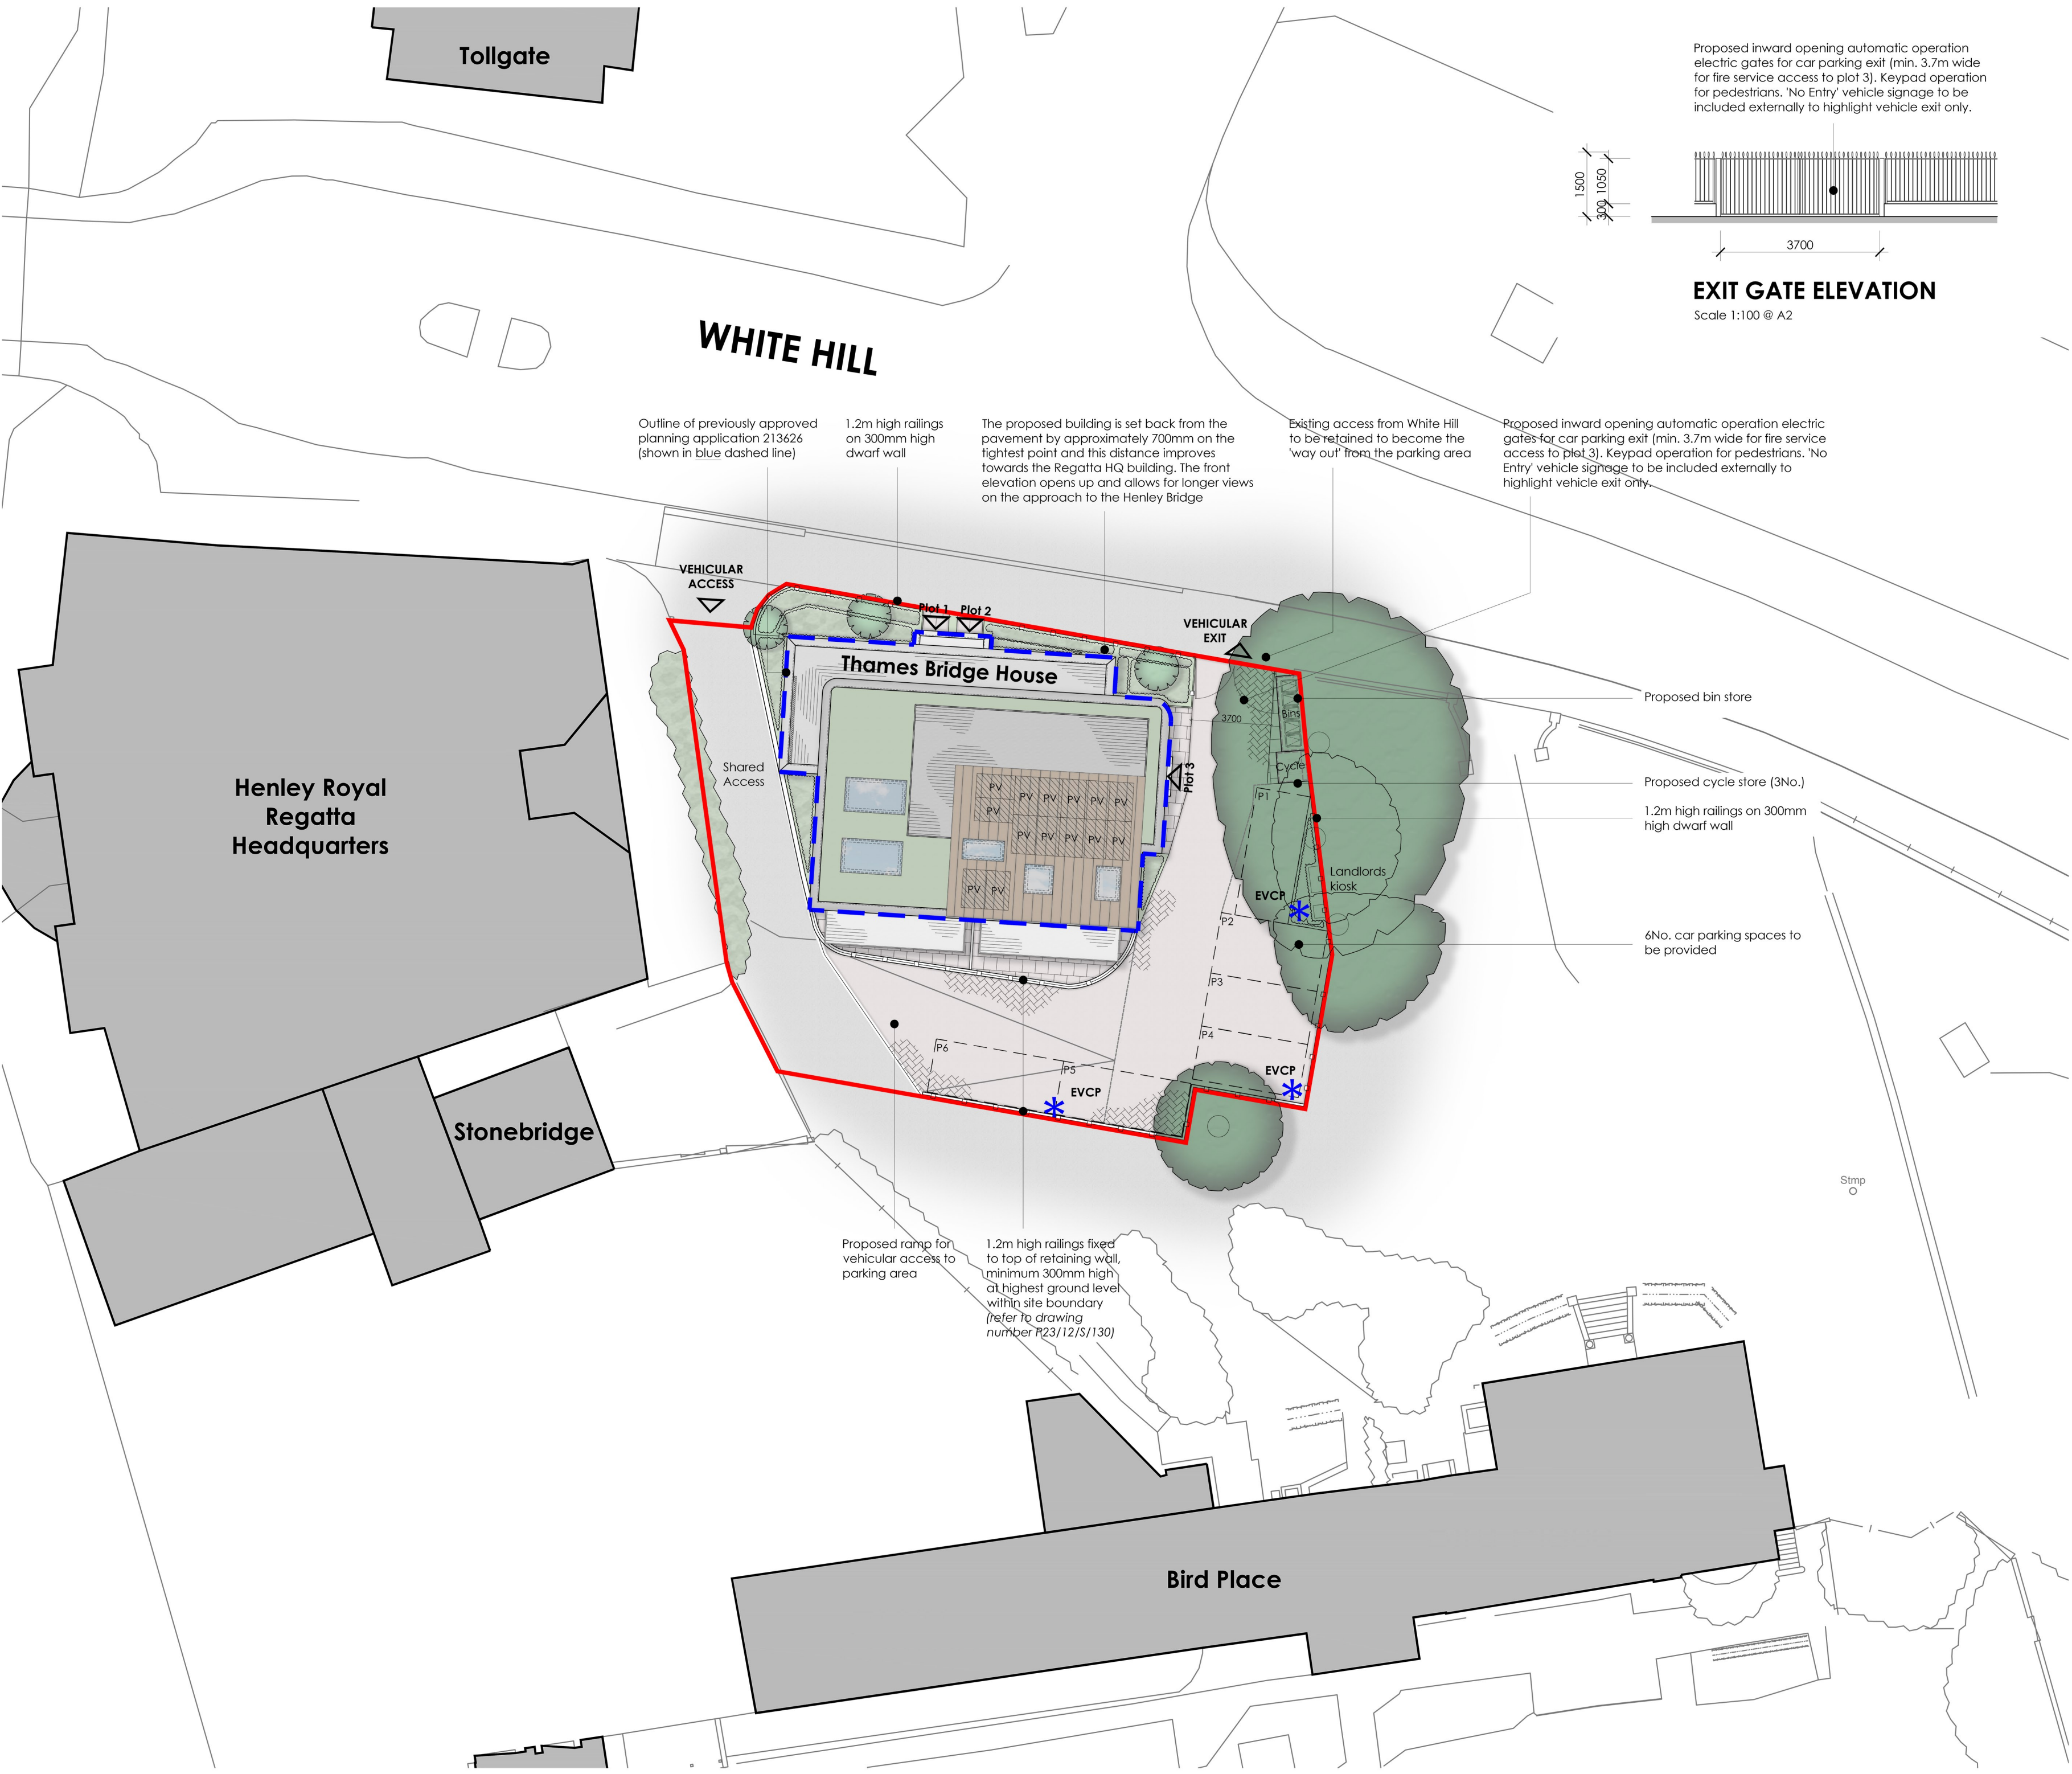 Tollgate
Proposed inward opening automatic operation
electric gates for car parking exit (min. 3.7m wide
for fire service access to plot 3). Keypad operation
for pedestrians. 'No Entry' vehicle signage to be
included externally to highlight vehicle exit only.
1500
1050
300
3700
EXIT GATE ELEVATION
Scale 1:100 @ A2
WHITE HILL
Outline of previously approved
planning application 213626
(shown in blue dashed line)
1.2m high railings
on 300mm high
dwarf wall
The proposed building is set back from the
pavement by approximately 700mm on the
tightest point and this distance improves
towards the Regatta HQ building. The front
elevation opens up and allows for longer views
on the approach to the Henley Bridge
Existing access from White Hill
to be retained to become the
'way out' from the parking area
Proposed inward opening automatic operation electric
gates for car parking exit (min. 3.7m wide for fire service
access to plot 3). Keypad operation for pedestrians. 'No
Entry' vehicle signage to be included externally to
highlight vehicle exit only.
VEHICULAR
ACCESS
Plot 1
Plot 2
VEHICULAR
EXIT
Thames Bridge House
Bins
3700
Proposed bin store
Shared
Access
Cycle
Plot 3
Proposed cycle store (3No.)
Henley Royal
Regatta
Headquarters
PV
PV PV PV PV PV
PV
PV PV PV PV PV
PV PV
P1
1.2m high railings on 300mm
high dwarf wall
Landlords
kiosk
EVCP
P2
6No. car parking spaces to
be provided
P3
P4
P6
P5
EVCP
EVCP
Stonebridge
Stmp
Proposed ramp for
vehicular access to
parking area
1.2m high railings fixed
to top of retaining wall,
minimum 300mm high
at highest ground level
within site boundary
(refer to drawing
number P23/12/S/130)
Bird Place